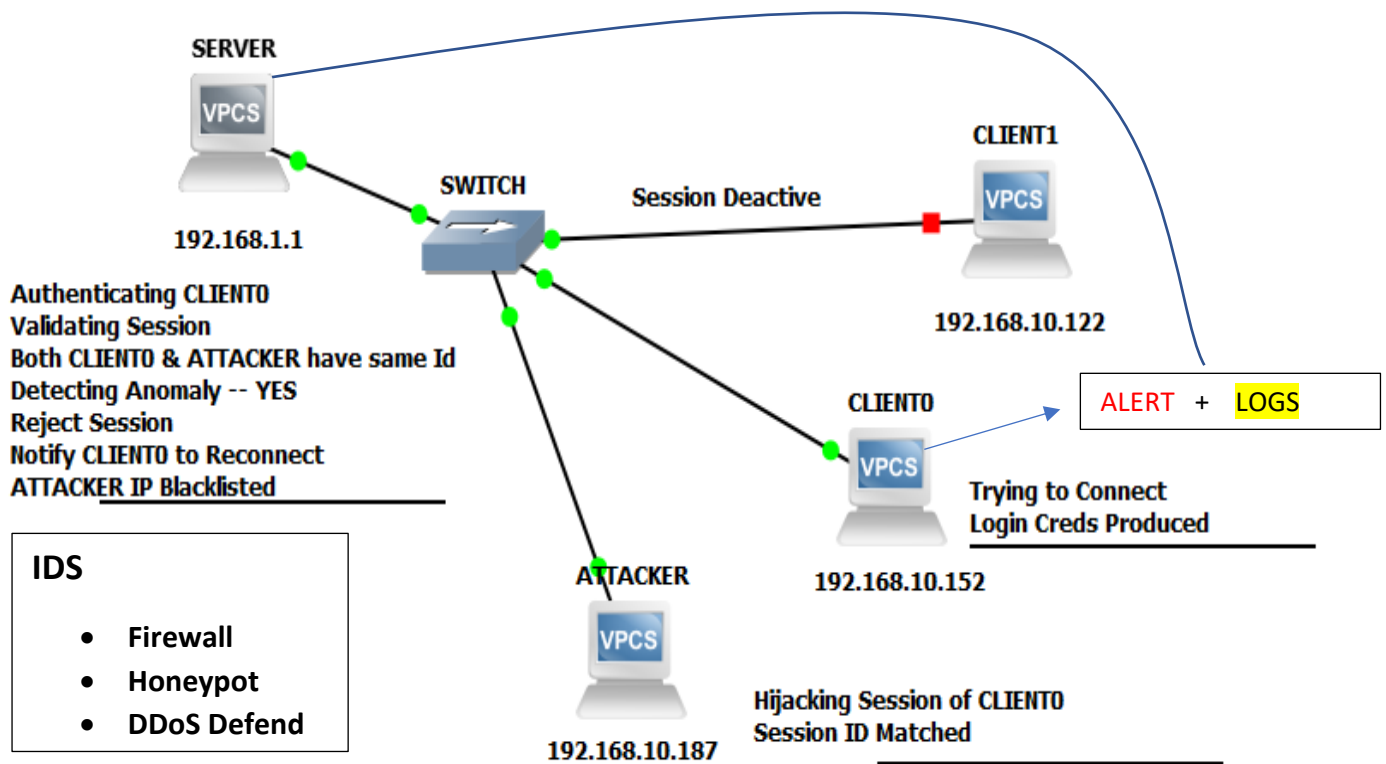 SERVER
VPCS
192.168.1.1
SWITCH
Session Deactive
CLIENT1
VPCS
192.168.10.122
Authenticating CLIENT0
Validating Session
Both CLIENT0 & ATTACKER have same Id
Detecting Anomaly -- YES
Reject Session
Notify CLIENT0 to Reconnect
ATTACKER IP Blacklisted
ALERT + LOGS
CLIENT0
VPCS
192.168.10.152
Trying to Connect
Login Creds Produced
IDS
• Firewall
• Honeypot
• DDoS Defend
ATTACKER
VPCS
192.168.10.187
Hijacking Session of CLIENT0
Session ID Matched